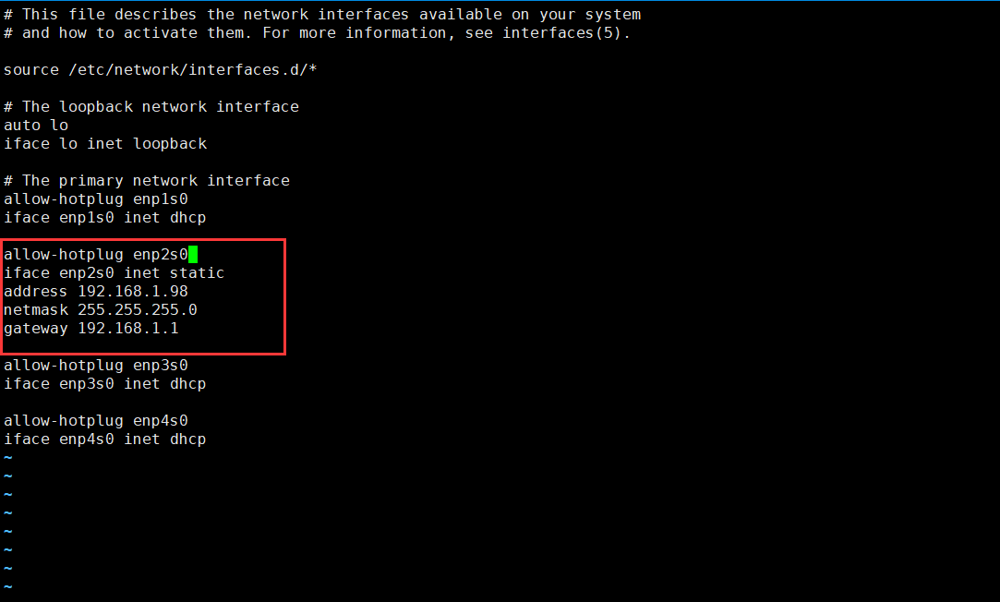 # This file describes the network interfaces available on your system
# and how to activate them. For more information, see interfaces(5).
source /etc/network/interfaces.d/*
# The loopback network interface
auto lo
iface lo inet loopback
# The primary network interface
allow-hotplug enp1s0
iface enp1s0 inet dhcp
allow-hotplug enp2s0
iface enp2s0 inet static
address 192.168.1.98
netmask 255.255.255.0
gateway 192.168.1.1
allow-hotplug enp3s0
iface enp3s0 inet dhcp
allow-hotplug enp4s0
iface enp4s0 inet dhcp
~
~
~
~
~
~
~
~